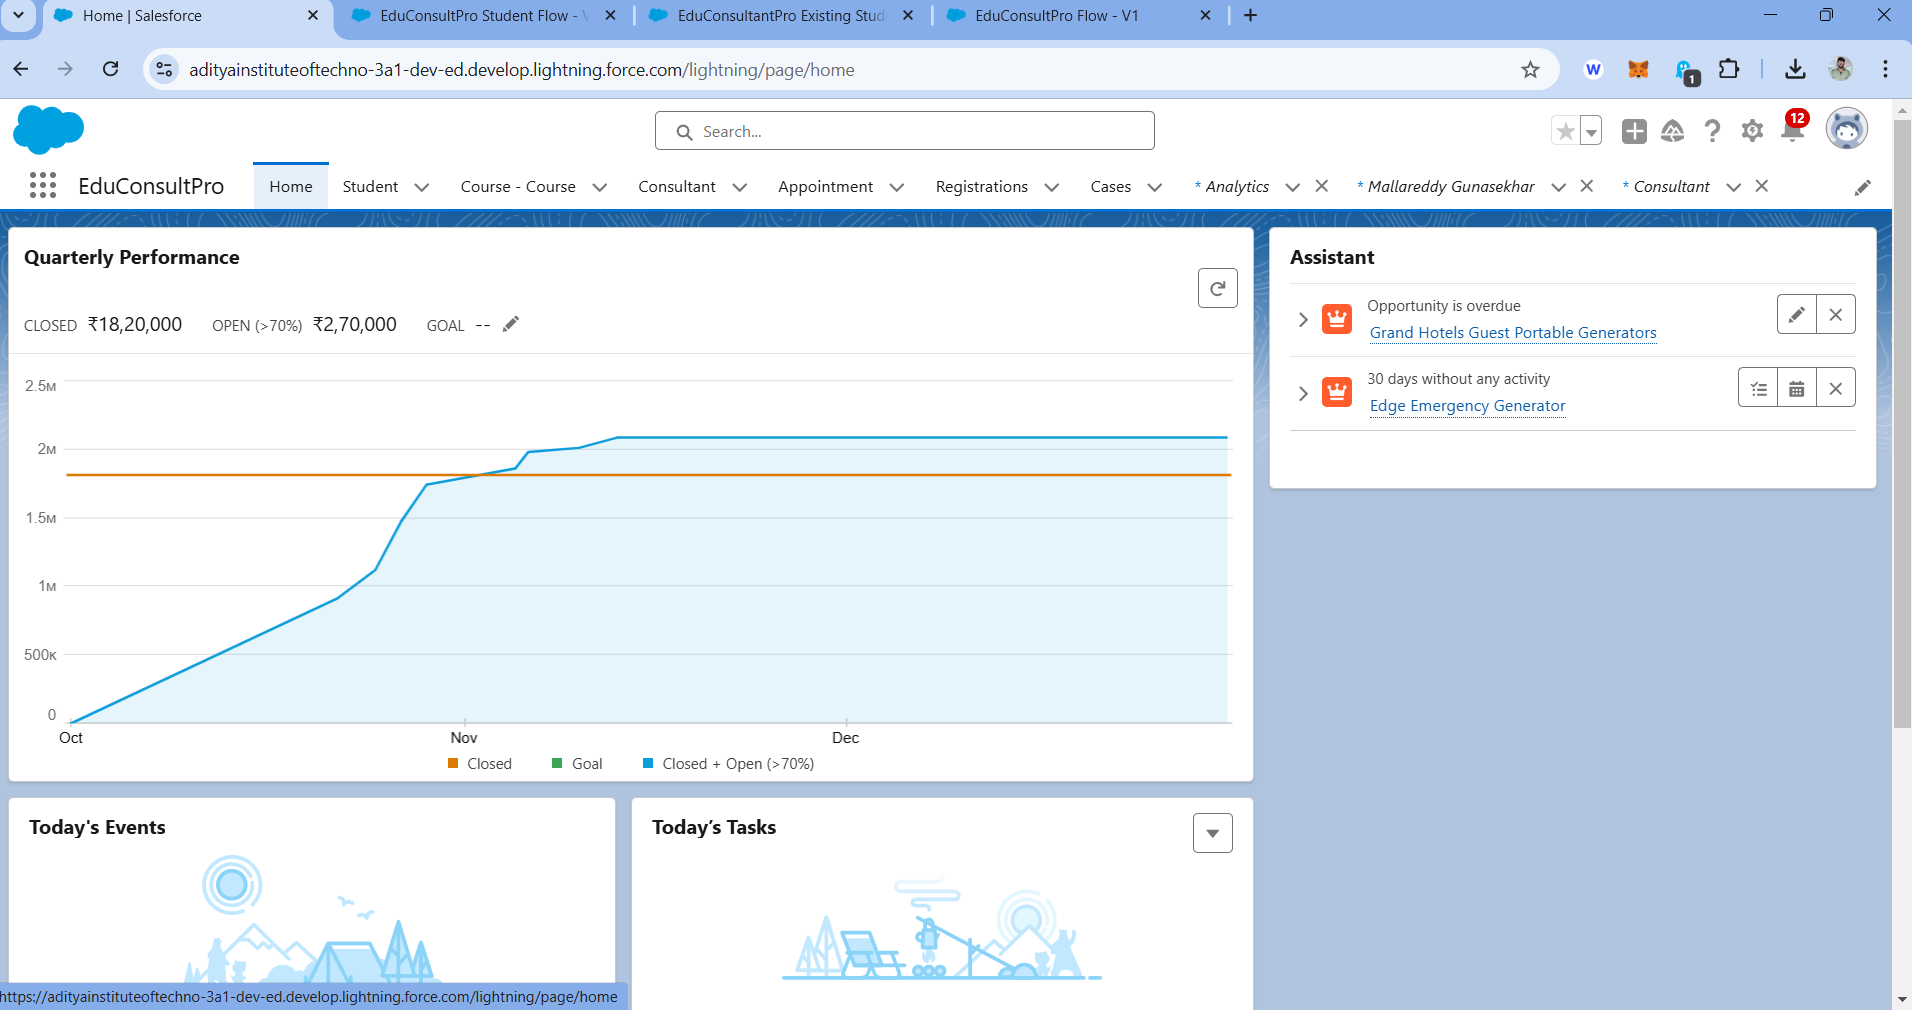 Home | Salesforce
EduConsultPro Student Flow - V
EduConsultantPro Existing Stud
EduConsultPro Flow - V1
adityainstituteoftechno-3a1-dev-ed.develop.lightning.force.com/lightning/page/home
W
1
Search...
12
EduConsultPro
Home
Student
Course - Course
Consultant
Appointment
Registrations
Cases
* Analytics
* Mallareddy Gunasekhar
* Consultant
Quarterly Performance
CLOSED ₹18,20,000 OPEN (>70%) ₹2,70,000 GOAL --
2.5M
2M
1.5M
1M
500K
0
Oct Nov Dec
Closed Goal Closed + Open (>70%)
Assistant
Opportunity is overdue
Grand Hotels Guest Portable Generators
30 days without any activity
Edge Emergency Generator
Today's Events
Today’s Tasks
https://adityainstituteoftechno-3a1-dev-ed.develop.lightning.force.com/lightning/page/home